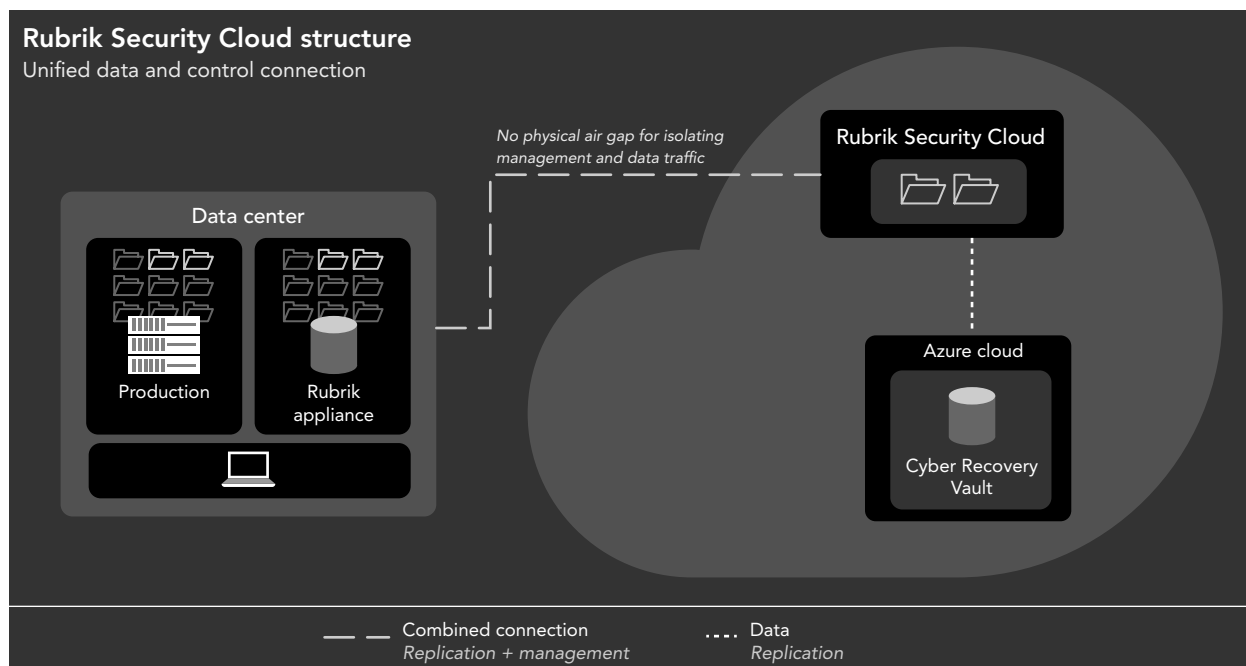 Rubrik Security Cloud structure
Unified data and control connection
No physical air gap for isolating
management and data traffic
Rubrik Security Cloud
Data center
Production
Rubrik
appliance
Azure cloud
Cyber Recovery
Vault
Combined connection
Replication + management
Data
Replication